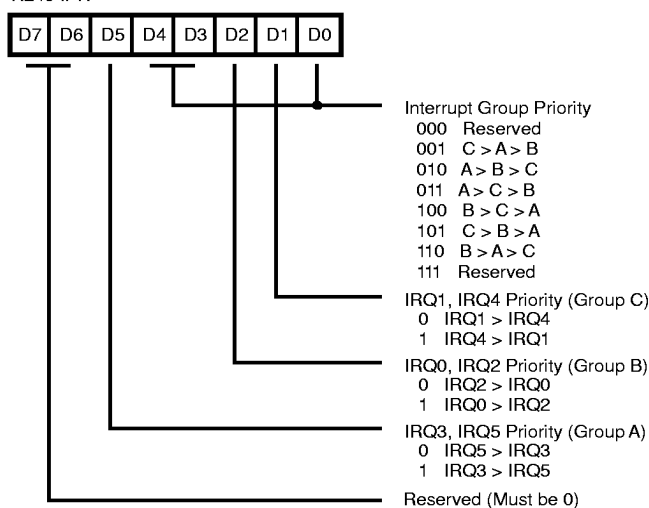 D7 D6 D5 D4 D3 D2 D1 D0
Interrupt Group Priority
000 Reserved
001 C > A > B
010 A > B > C
011 A > C > B
100 B > C > A
101 C > B > A
110 B > A > C
111 Reserved
IRQ1, IRQ4 Priority (Group C)
0 IRQ1 > IRQ4
1 IRQ4 > IRQ1
IRQ0, IRQ2 Priority (Group B)
0 IRQ2 > IRQ0
1 IRQ0 > IRQ2
IRQ3, IRQ5 Priority (Group A)
0 IRQ5 > IRQ3
1 IRQ3 > IRQ5
Reserved (Must be 0)